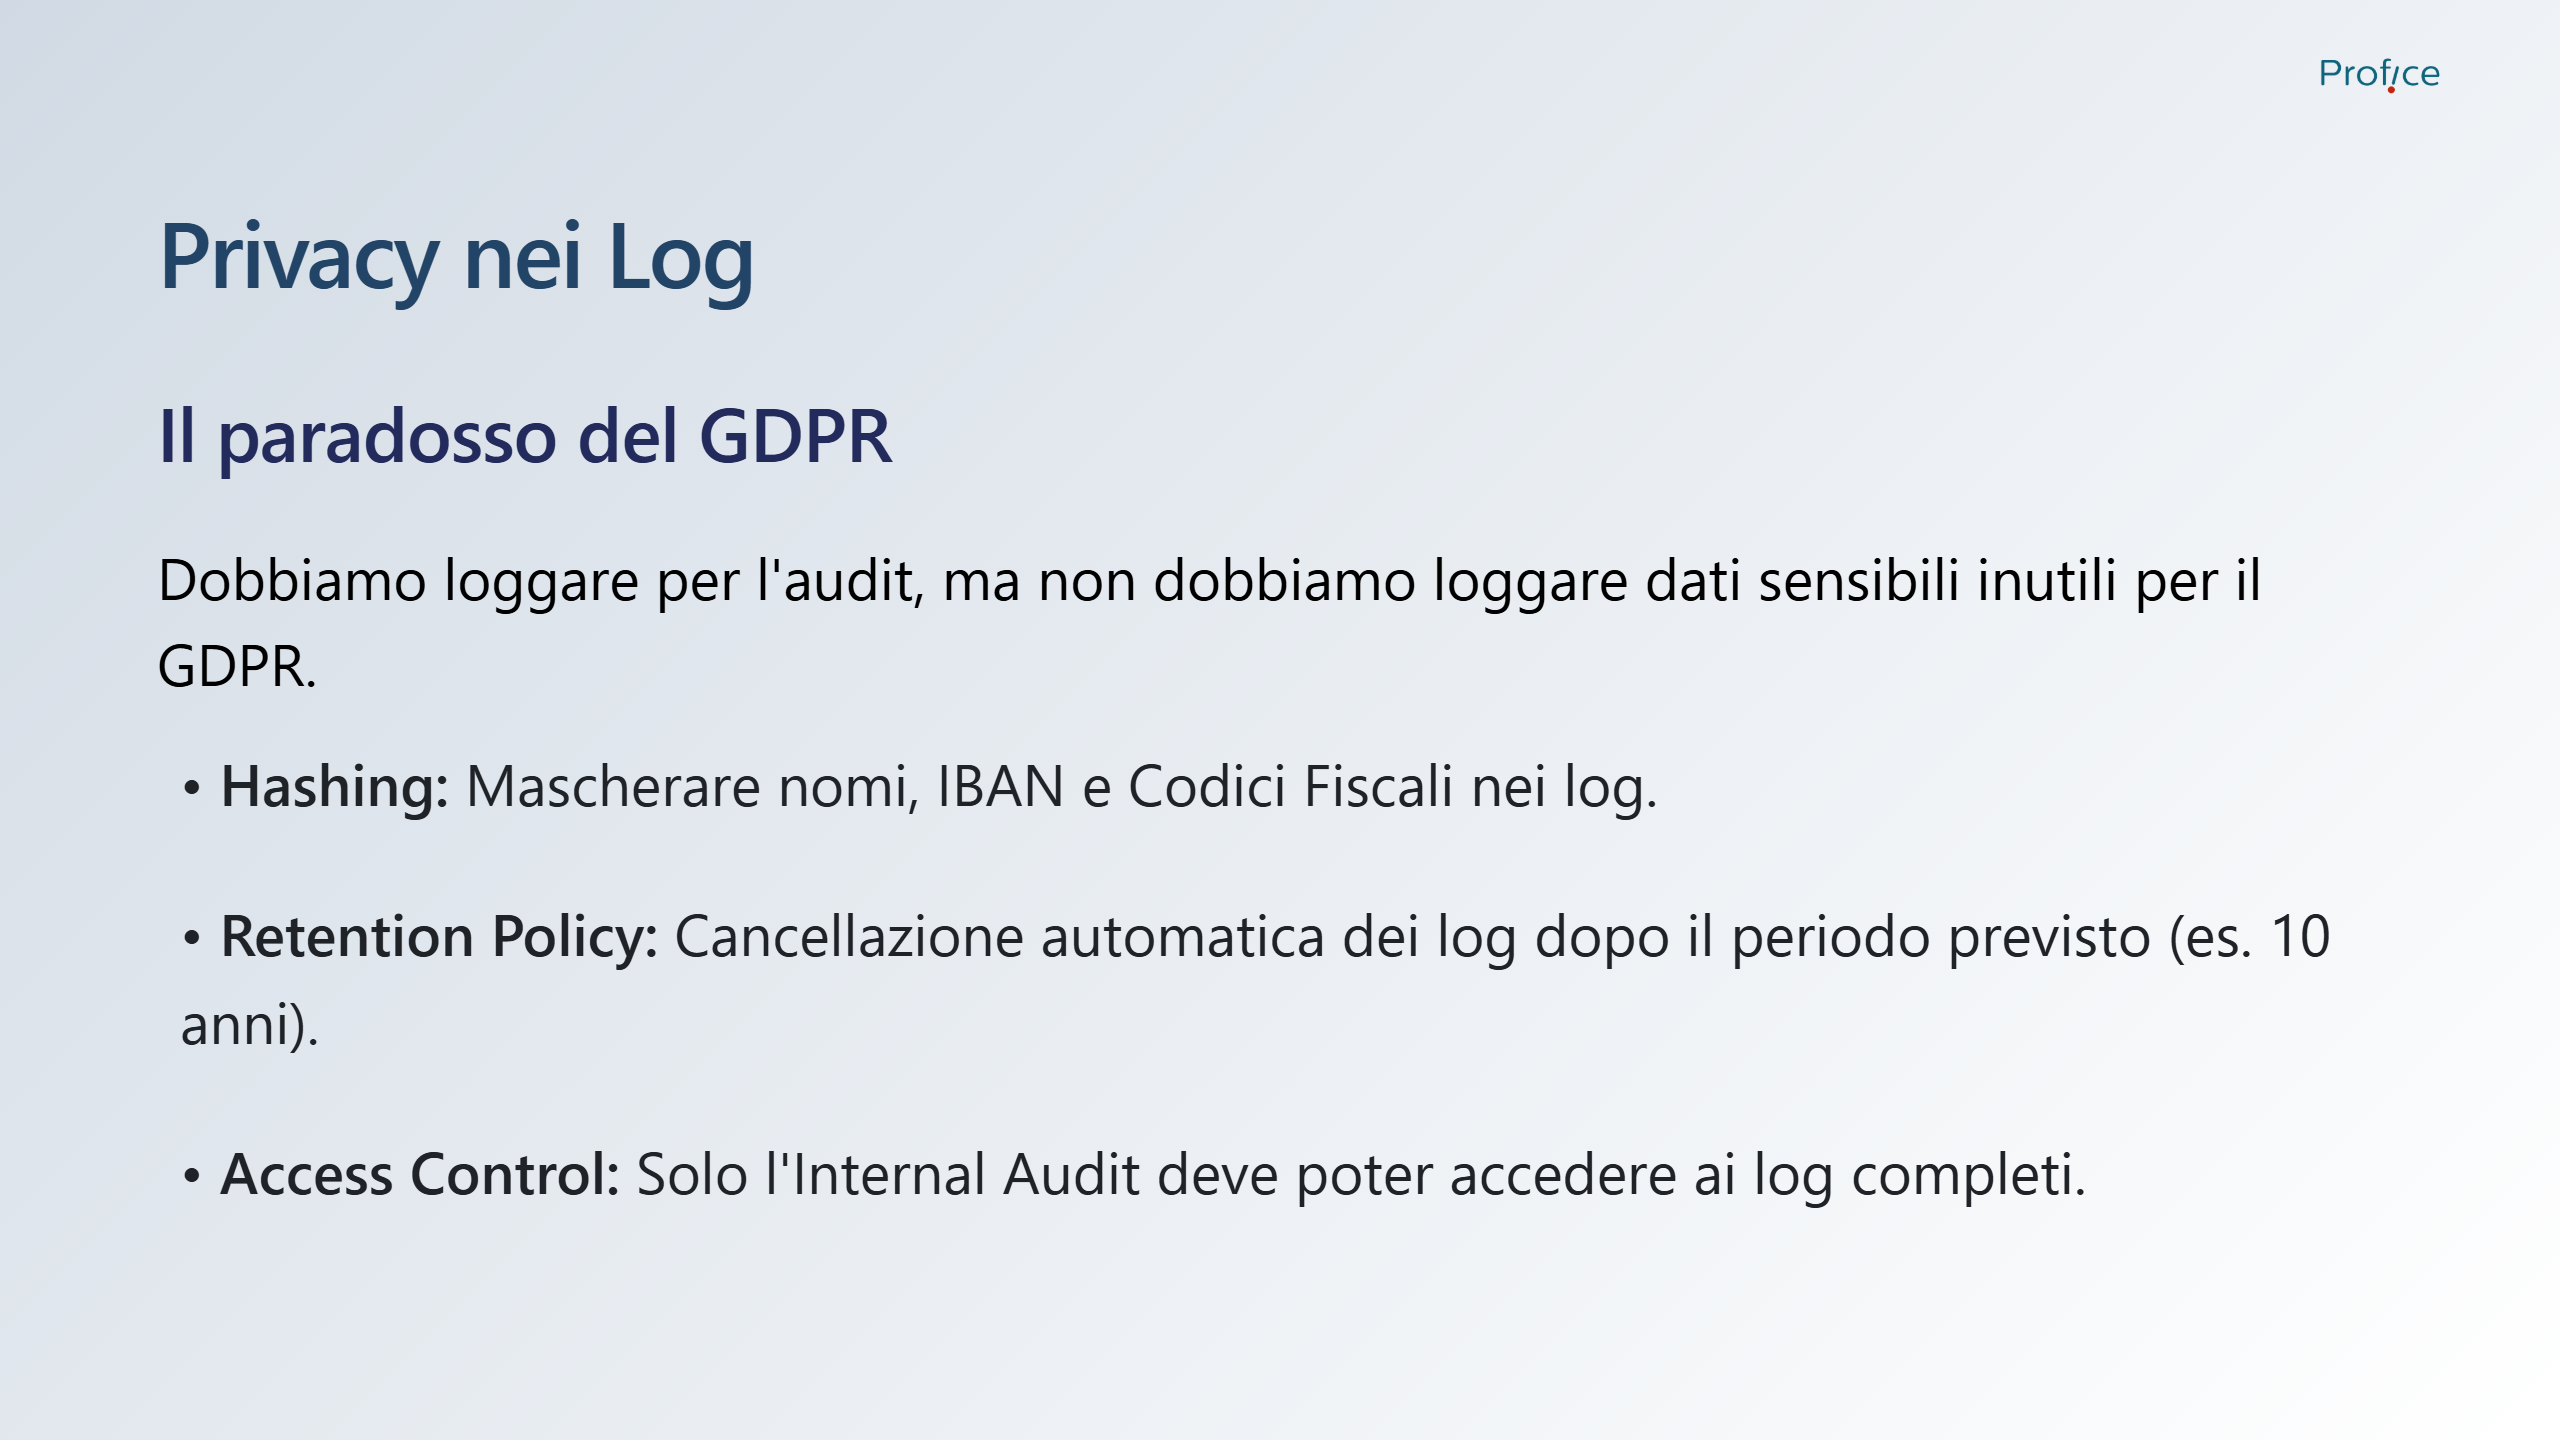 Profice
Privacy nei Log
Il paradosso del GDPR
Dobbiamo loggare per l'audit, ma non dobbiamo loggare dati sensibili inutili per il
GDPR.
• Hashing: Mascherare nomi, IBAN e Codici Fiscali nei log.
• Retention Policy: Cancellazione automatica dei log dopo il periodo previsto (es. 10
anni).
• Access Control: Solo l'Internal Audit deve poter accedere ai log completi.